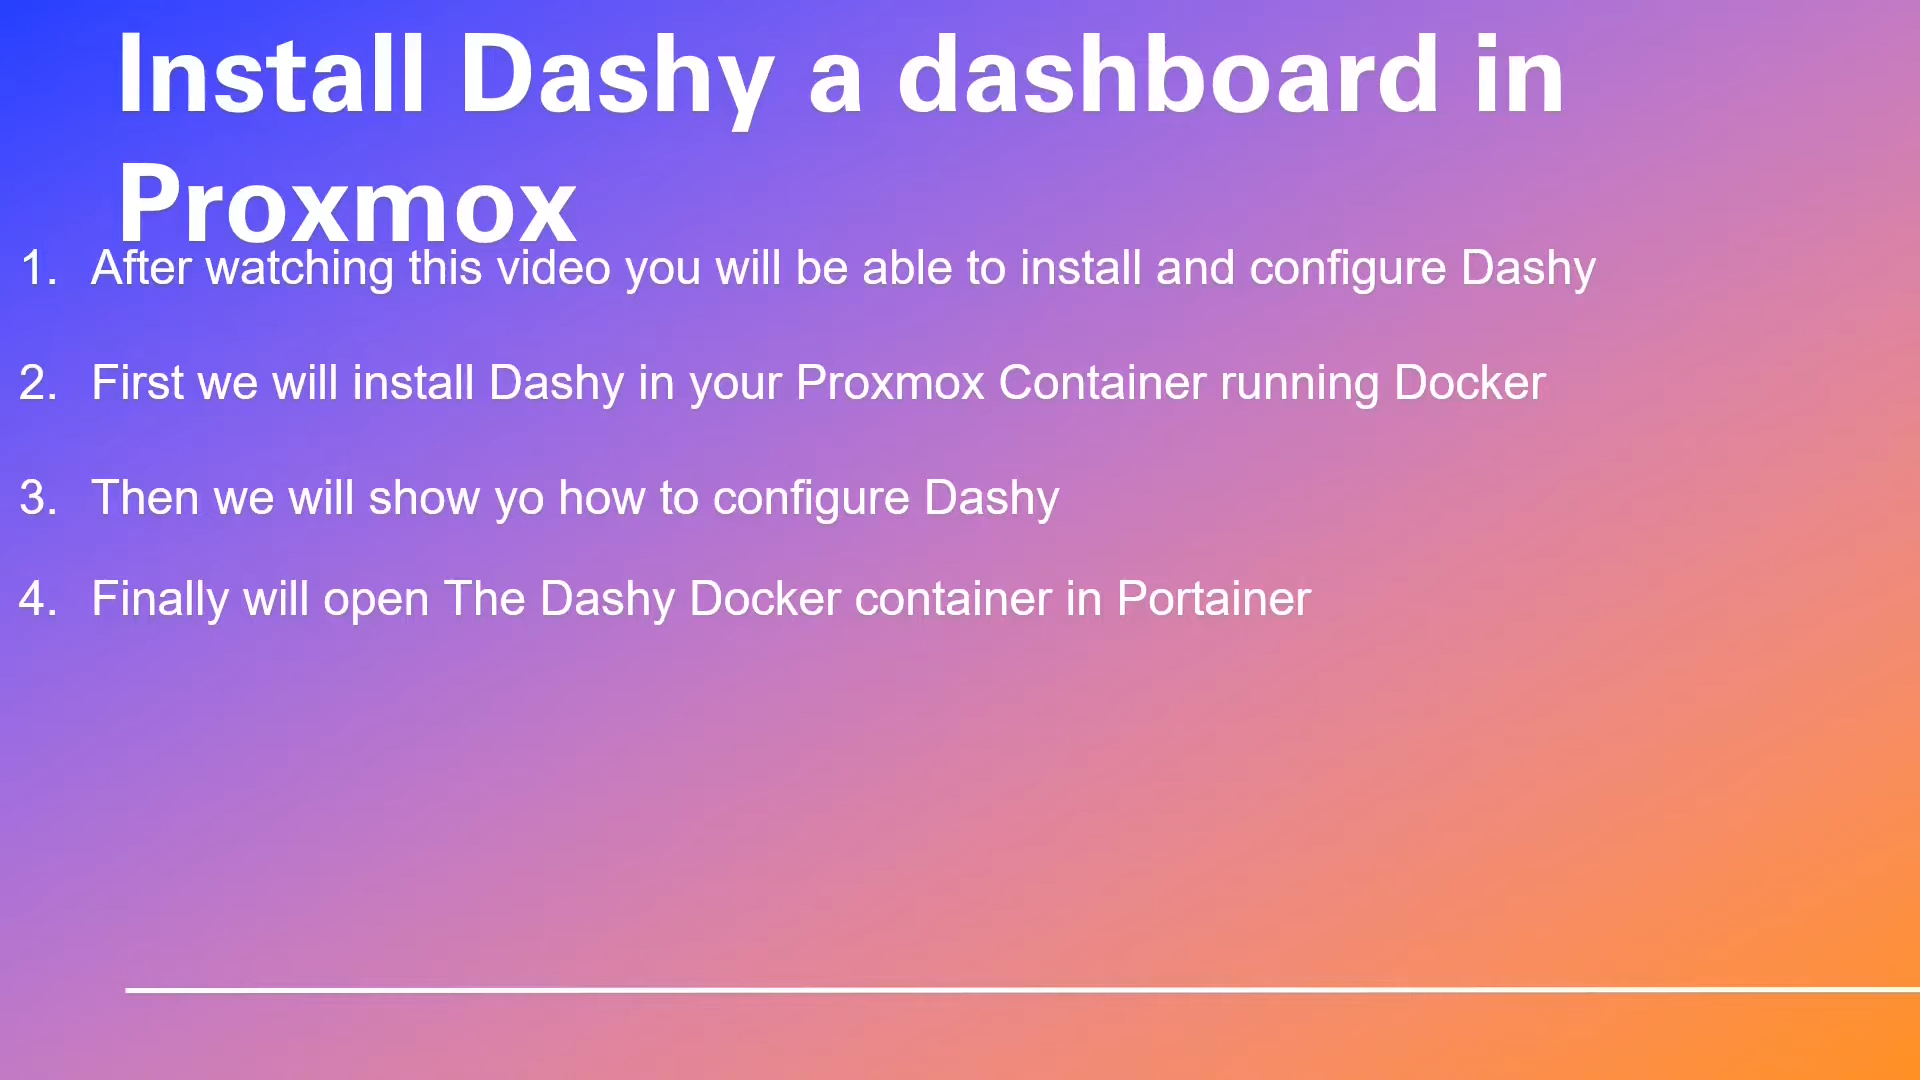 Install Dashy a dashboard in
Proxmox
1. After watching this video you will be able to install and configure Dashy
2. First we will install Dashy in your Proxmox Container running Docker
3. Then we will show yo how to configure Dashy
4. Finally will open The Dashy Docker container in Portainer